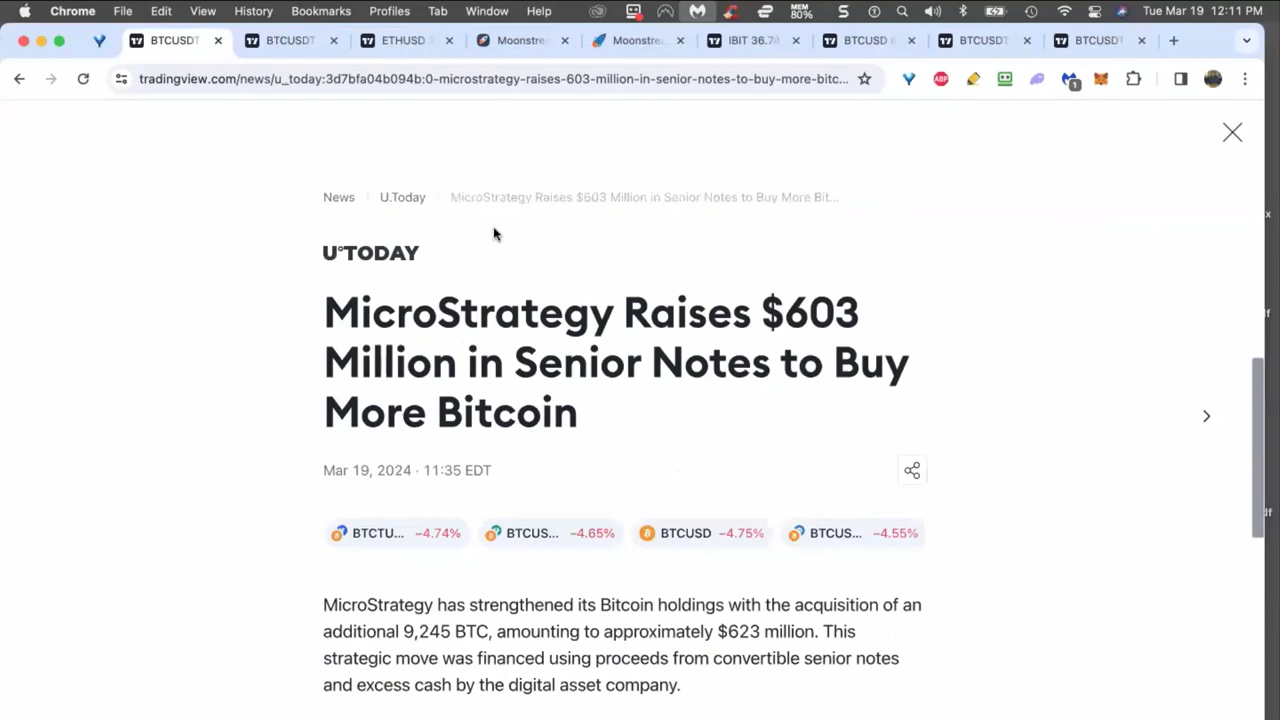 Chrome File Edit View History Bookmarks Profiles Tab Window Help MEM 80% Tue Mar 19 12:11 PM
BTCUSDT BTCUSDT ETHUSD Moonstre Moonstre IBIT 36.7 BTCUSD BTCUSDT BTCUSDT
tradingview.com/news/u_today:3d7bfa04b094b:0-microstrategy-raises-603-million-in-senior-notes-to-buy-more-bitc...
News U.Today MicroStrategy Raises $603 Million in Senior Notes to Buy More Bit...
U°TODAY
MicroStrategy Raises $603
Million in Senior Notes to Buy
More Bitcoin
Mar 19, 2024 · 11:35 EDT
BTCTU... −4.74% BTCUS... −4.65% BTCUSD −4.75% BTCUS... −4.55%
MicroStrategy has strengthened its Bitcoin holdings with the acquisition of an
additional 9,245 BTC, amounting to approximately $623 million. This
strategic move was financed using proceeds from convertible senior notes
and excess cash by the digital asset company.